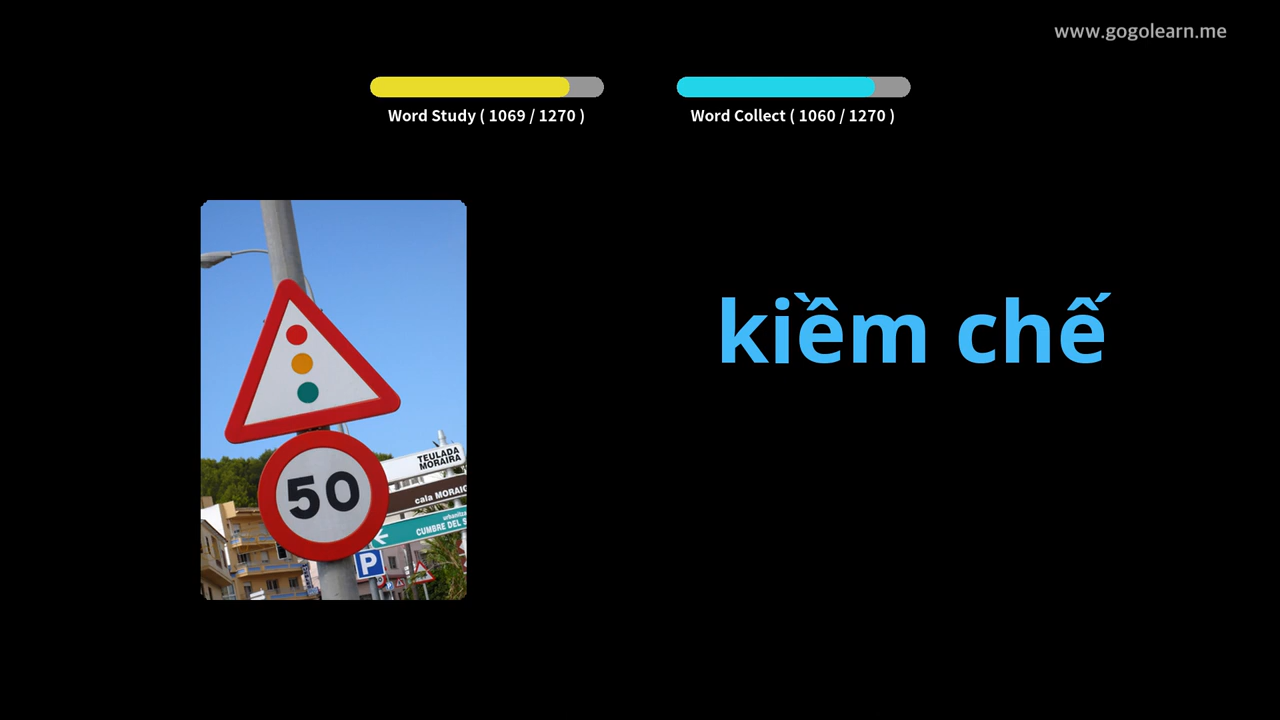 www.gogolearn.me
Word Study ( 1069 / 1270 )
Word Collect ( 1060 / 1270 )
kiềm chế
50
TEULADA
MORAIRA
cala MORAIG
CUMBRE DEL S
P